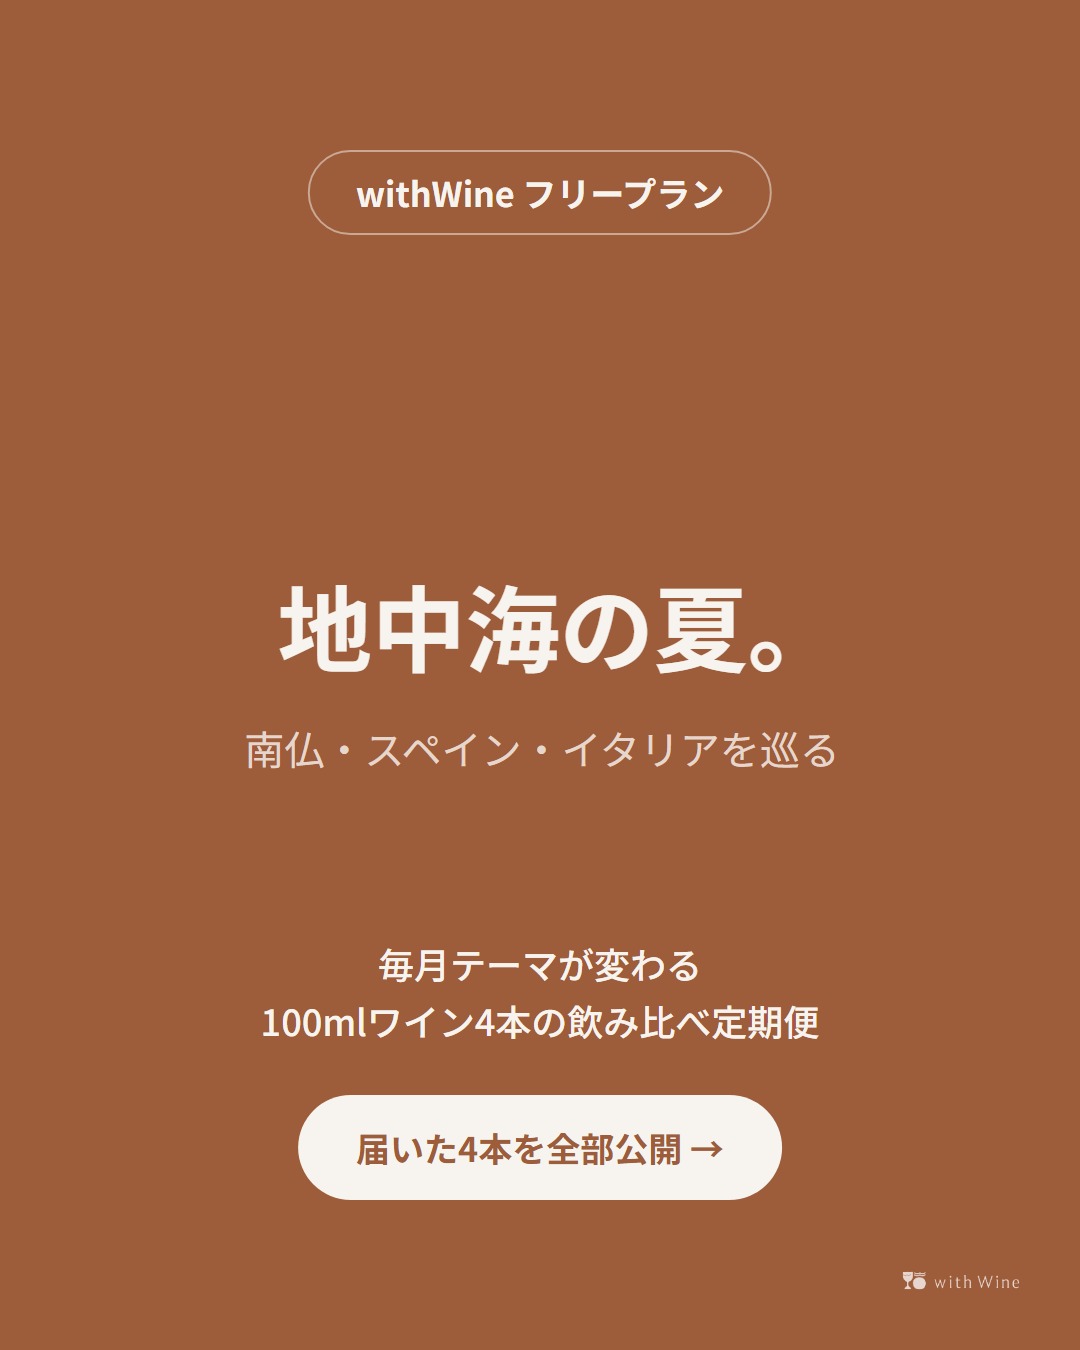 withWine フリープラン
地中海の夏。
南仏・スペイン・イタリアを巡る
毎月テーマが変わる
100mlワイン4本の飲み比べ定期便
届いた4本を全部公開 →
with Wine